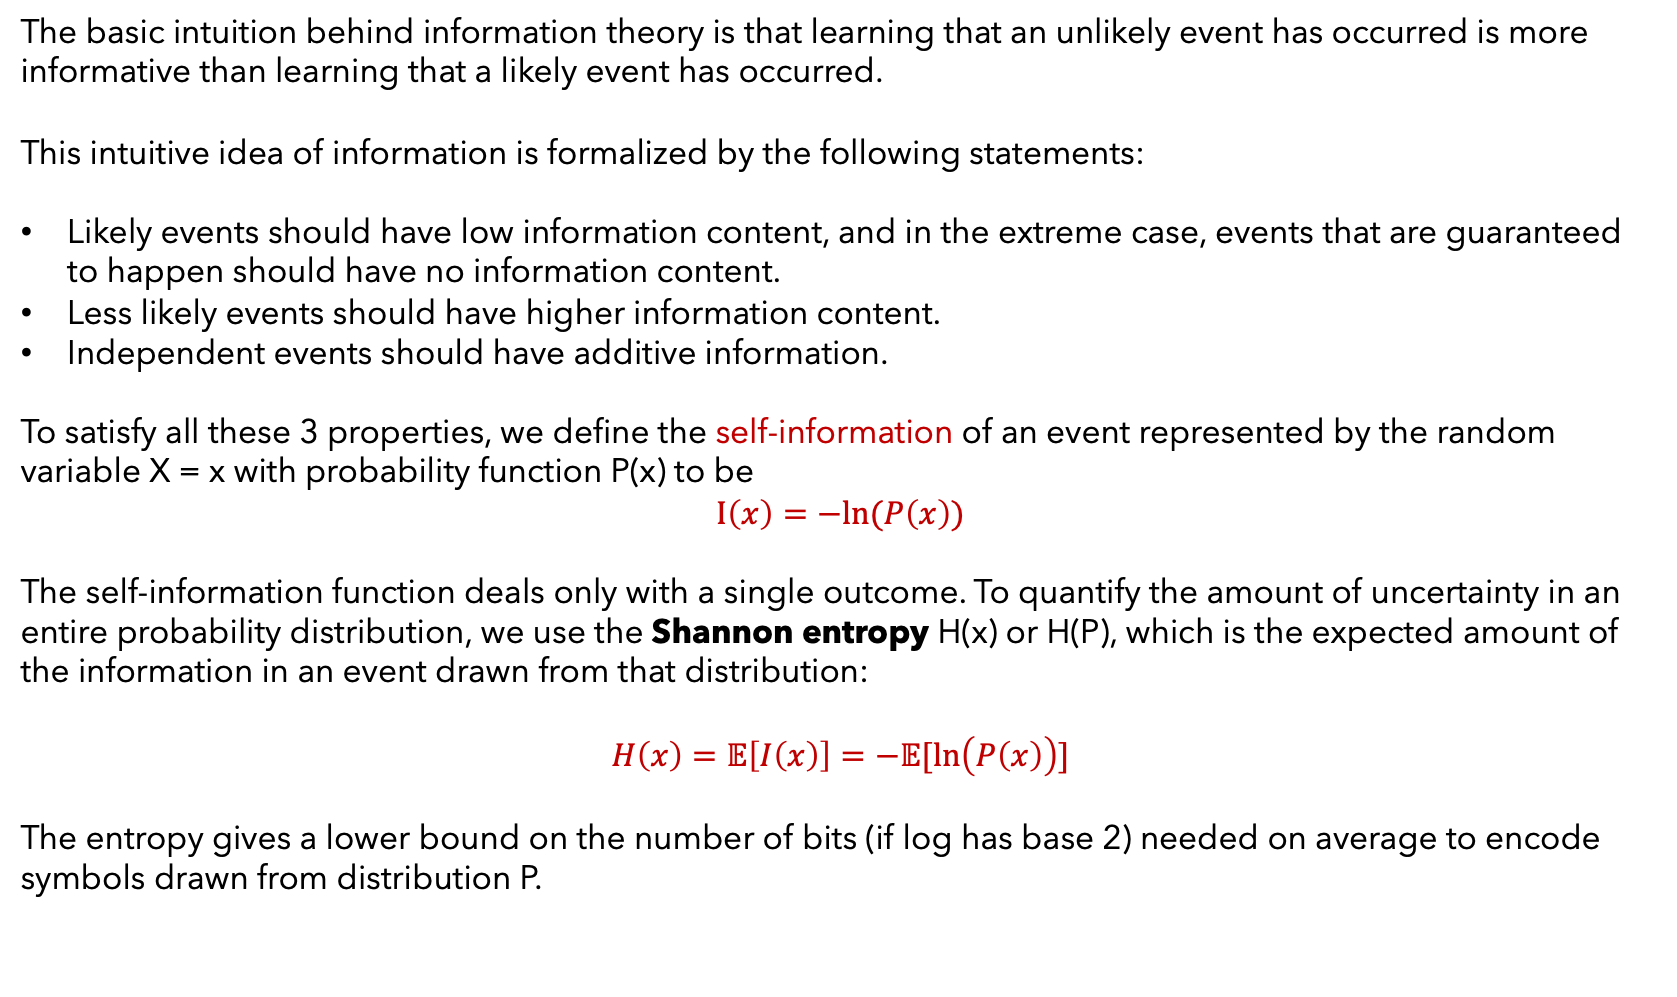 The basic intuition behind information theory is that learning that an unlikely event has occurred is more
informative than learning that a likely event has occurred.
This intuitive idea of information is formalized by the following statements:
• Likely events should have low information content, and in the extreme case, events that are guaranteed
to happen should have no information content.
• Less likely events should have higher information content.
• Independent events should have additive information.
To satisfy all these 3 properties, we define the self-information of an event represented by the random
variable X = x with probability function P(x) to be
I(x) = −ln(P(x))
The self-information function deals only with a single outcome. To quantify the amount of uncertainty in an
entire probability distribution, we use the Shannon entropy H(x) or H(P), which is the expected amount of
the information in an event drawn from that distribution:
H(x) = 𝔼[I(x)] = −𝔼[ln(P(x))]
The entropy gives a lower bound on the number of bits (if log has base 2) needed on average to encode
symbols drawn from distribution P.